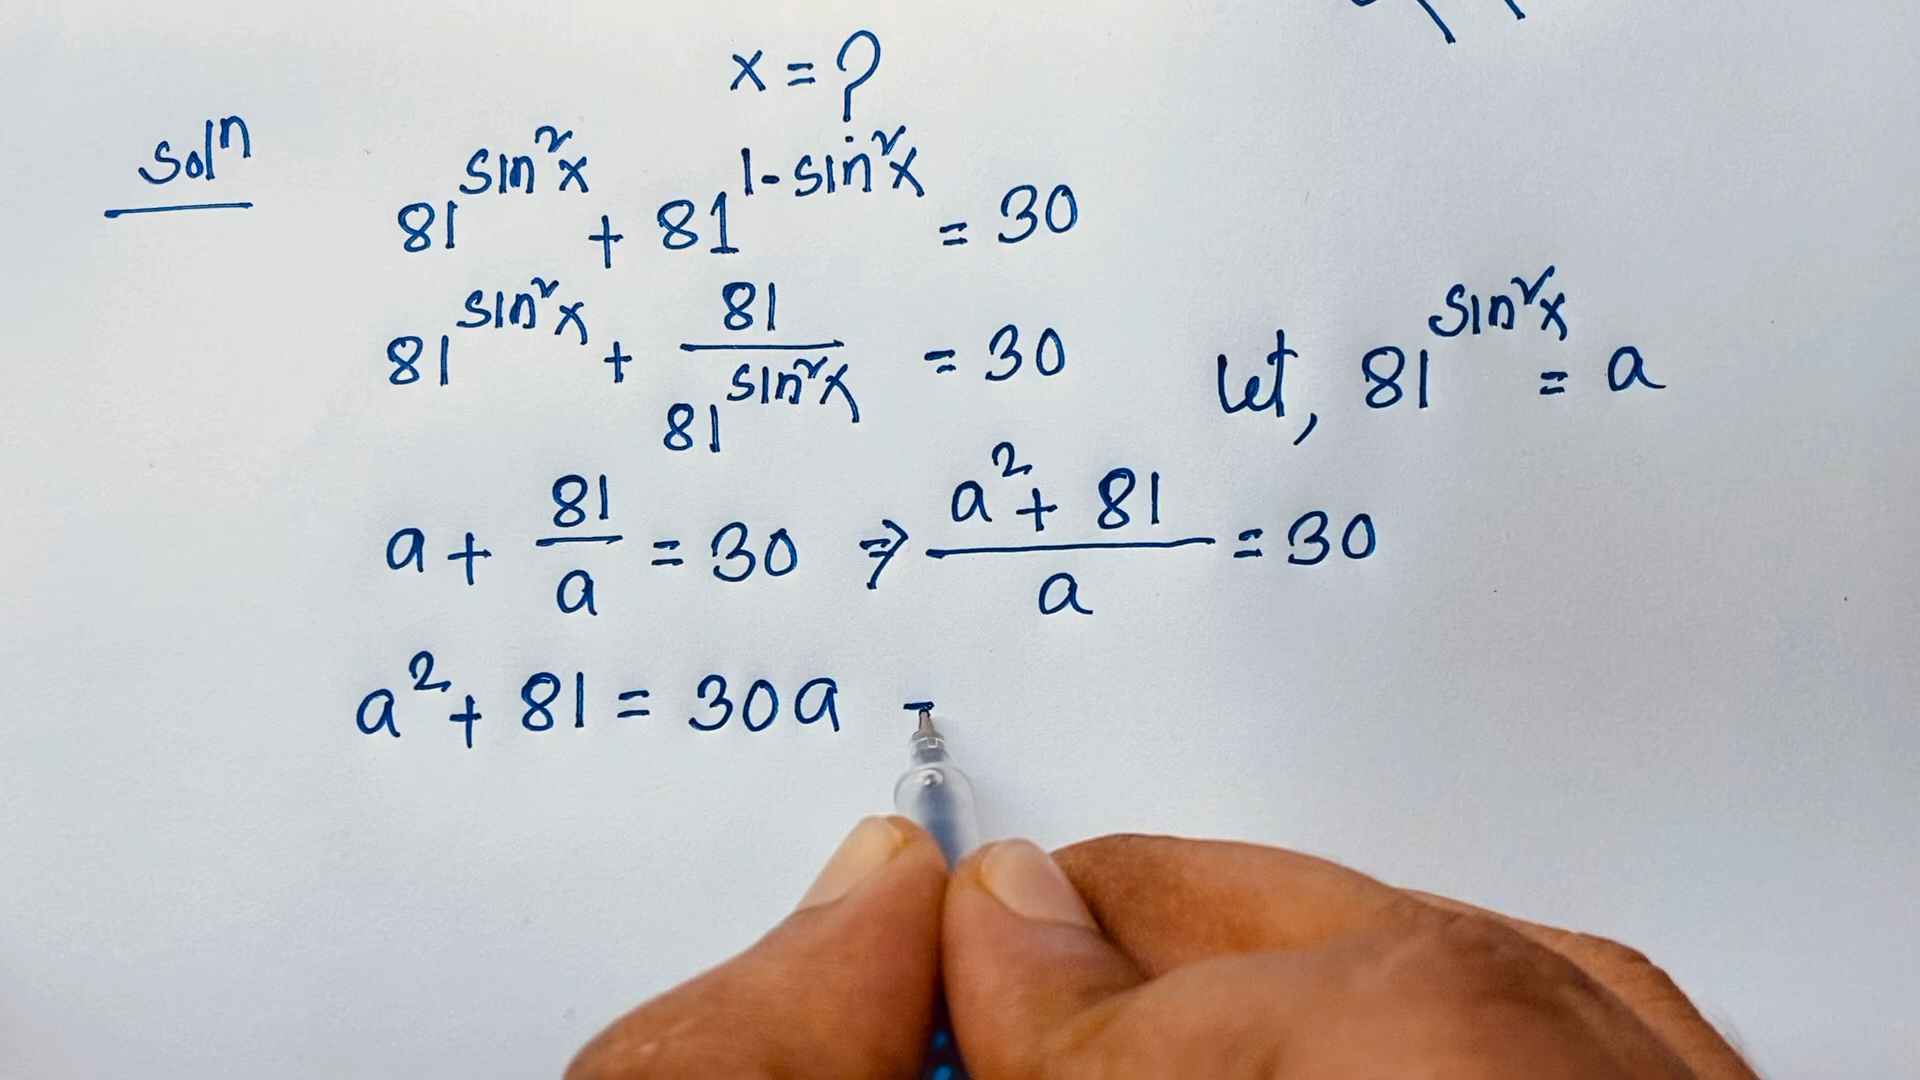 x = ?
Solⁿ
81^(sin²x) + 81^(1-sin²x) = 30
81^(sin²x) + 81/81^(sin²x) = 30 Let, 81^(sin²x) = a
a + 81/a = 30 ⇒ (a² + 81)/a = 30
a² + 81 = 30a